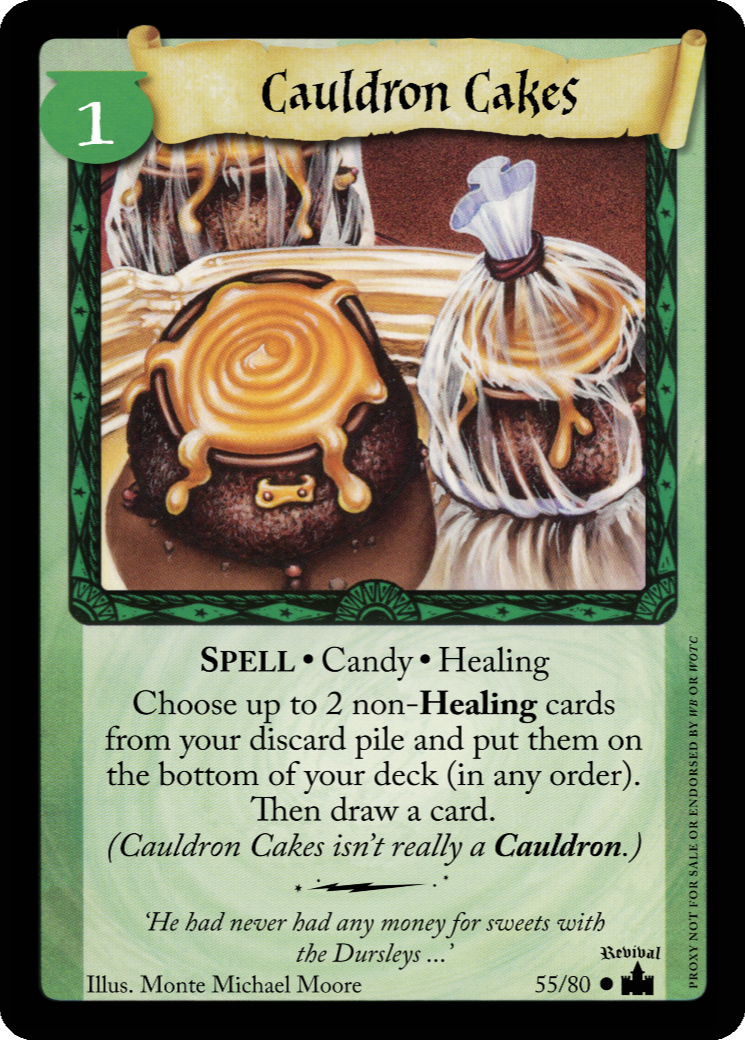 1
Cauldron Cakes
SPELL • Candy • Healing
Choose up to 2 non-Healing cards
from your discard pile and put them on
the bottom of your deck (in any order).
Then draw a card.
(Cauldron Cakes isn't really a Cauldron.)
‘He had never had any money for sweets with
the Dursleys ...’
Illus. Monte Michael Moore
55/80 ●
Revival
PROXY NOT FOR SALE OR ENDORSED BY WB OR WOTC